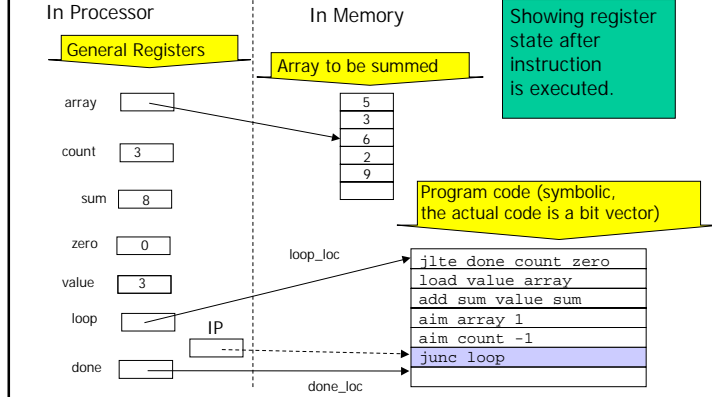 In Processor
In Memory
Showing register
state after
instruction
is executed.
General Registers
Array to be summed
array
count
3
sum
8
zero
0
value
3
loop
IP
done
5
3
6
2
9
Program code (symbolic,
the actual code is a bit vector)
loop_loc
jlte done count zero
load value array
add sum value sum
aim array 1
aim count -1
junc loop
done_loc